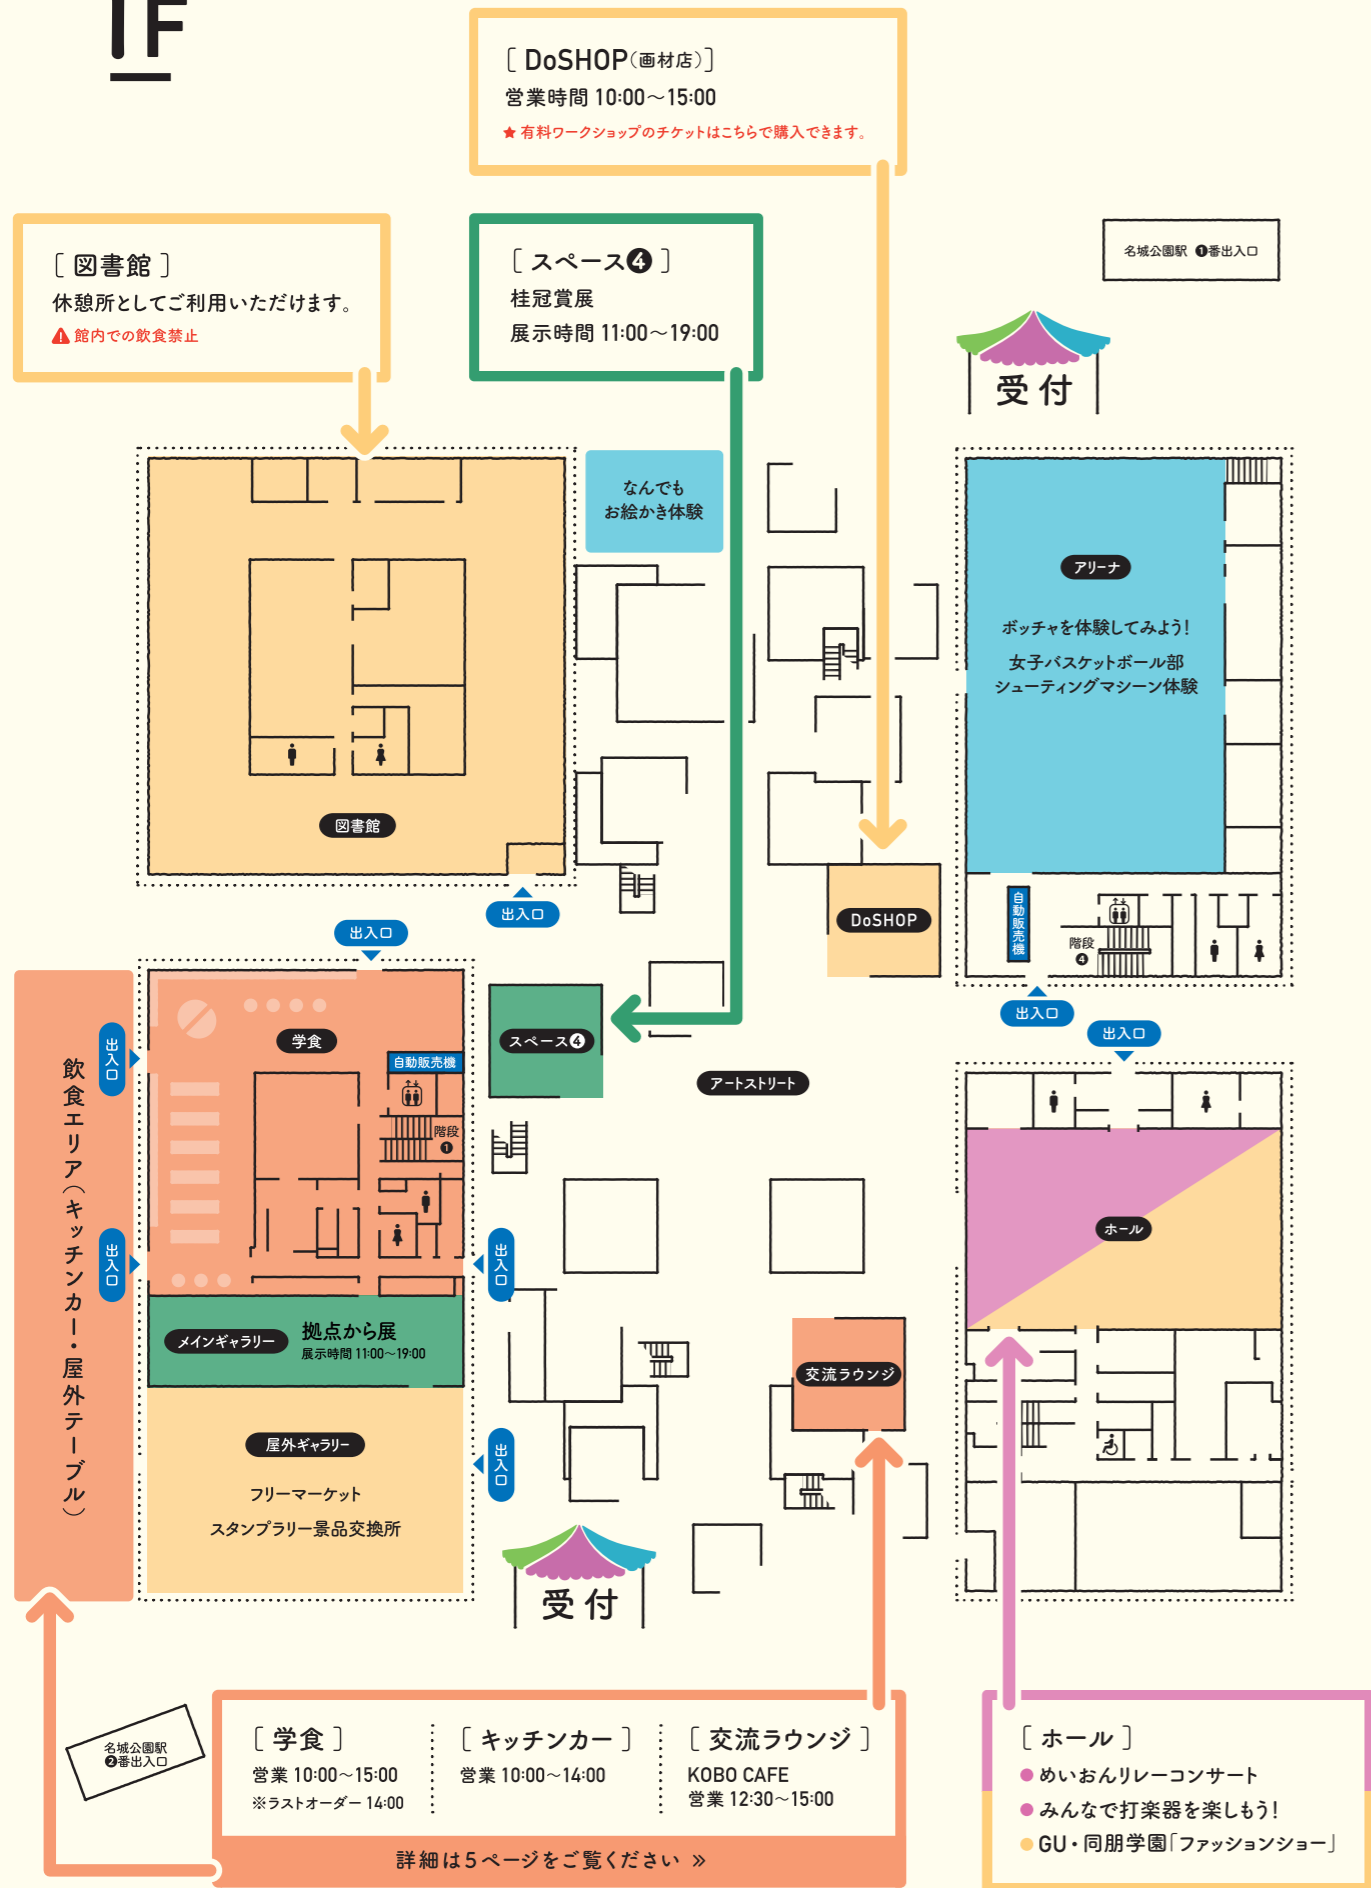 1F
[ DoSHOP(画材店)]
営業時間 10:00〜15:00
★ 有料ワークショップのチケットはこちらで購入できます。
[ 図書館 ]
休憩所としてご利用いただけます。
館内での飲食禁止
[ スペース❹ ]
桂冠賞展
展示時間 11:00〜19:00
名城公園駅 ❶番出入口
受付
なんでも
お絵かき体験
アリーナ
ボッチャを体験してみよう！
女子バスケットボール部
シューティングマシーン体験
図書館
出入口
DoSHOP
自動販売機
階段
❹
出入口
出入口
出入口
学食
自動販売機
階段
❶
スペース❹
アートストリート
出入口
出入口
出入口
飲食エリア（キッチンカー・屋外テーブル）
メインギャラリー
拠点から展
展示時間 11:00〜19:00
屋外ギャラリー
フリーマーケット
スタンプラリー景品交換所
出入口
ホール
交流ラウンジ
受付
名城公園駅
❷番出入口
[ 学食 ]
営業 10:00〜15:00
※ラストオーダー 14:00
[ キッチンカー ]
営業 10:00〜14:00
[ 交流ラウンジ ]
KOBO CAFE
営業 12:30〜15:00
詳細は5ページをご覧ください »
[ ホール ]
● めいおんリレーコンサート
● みんなで打楽器を楽しもう！
● GU・同朋学園「ファッションショー」